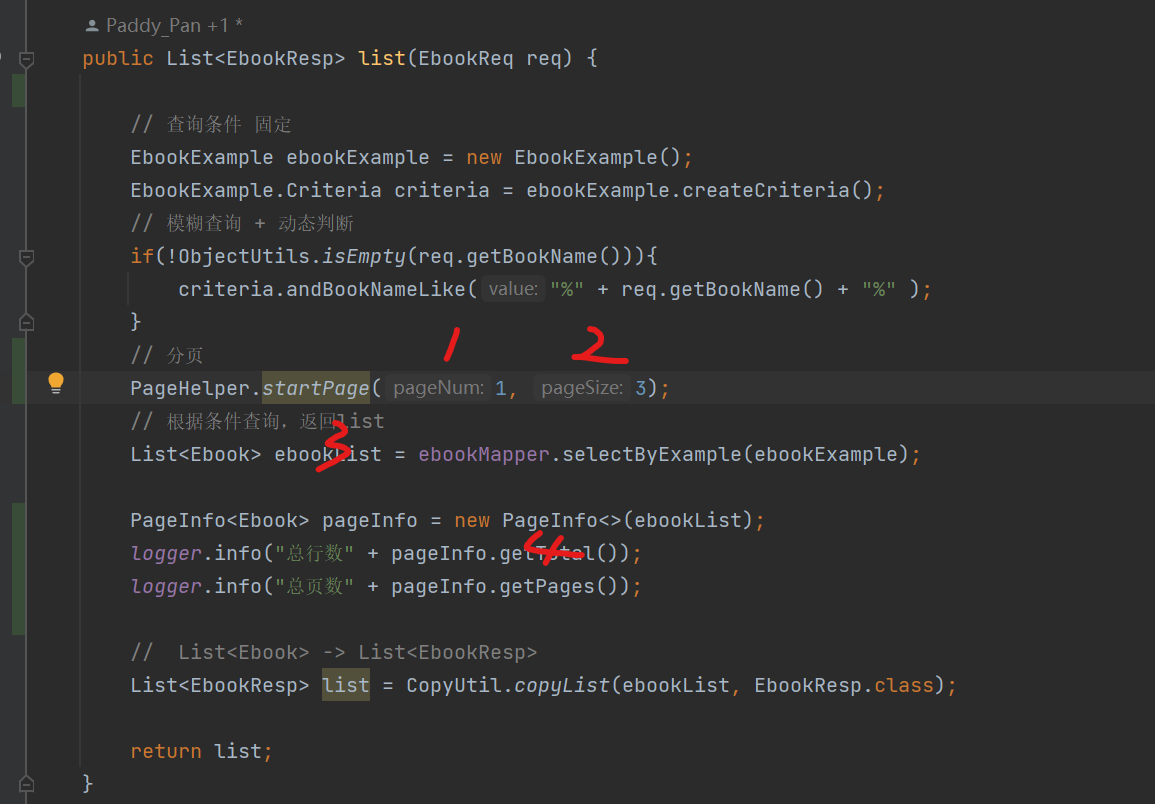 Paddy_Pan +1 *
public List<EbookResp> list(EbookReq req) {
// 查询条件 固定
EbookExample ebookExample = new EbookExample();
EbookExample.Criteria criteria = ebookExample.createCriteria();
// 模糊查询 + 动态判断
if(!ObjectUtils.isEmpty(req.getBookName())){
criteria.andBookNameLike( value: "%" + req.getBookName() + "%" );
}
1 2
// 分页
PageHelper.startPage( pageNum: 1, pageSize: 3);
// 根据条件查询，返回list
3
List<Ebook> ebookList = ebookMapper.selectByExample(ebookExample);
PageInfo<Ebook> pageInfo = new PageInfo<>(ebookList);
4
logger.info("总行数" + pageInfo.getTotal());
logger.info("总页数" + pageInfo.getPages());
// List<Ebook> -> List<EbookResp>
List<EbookResp> list = CopyUtil.copyList(ebookList, EbookResp.class);
return list;
}